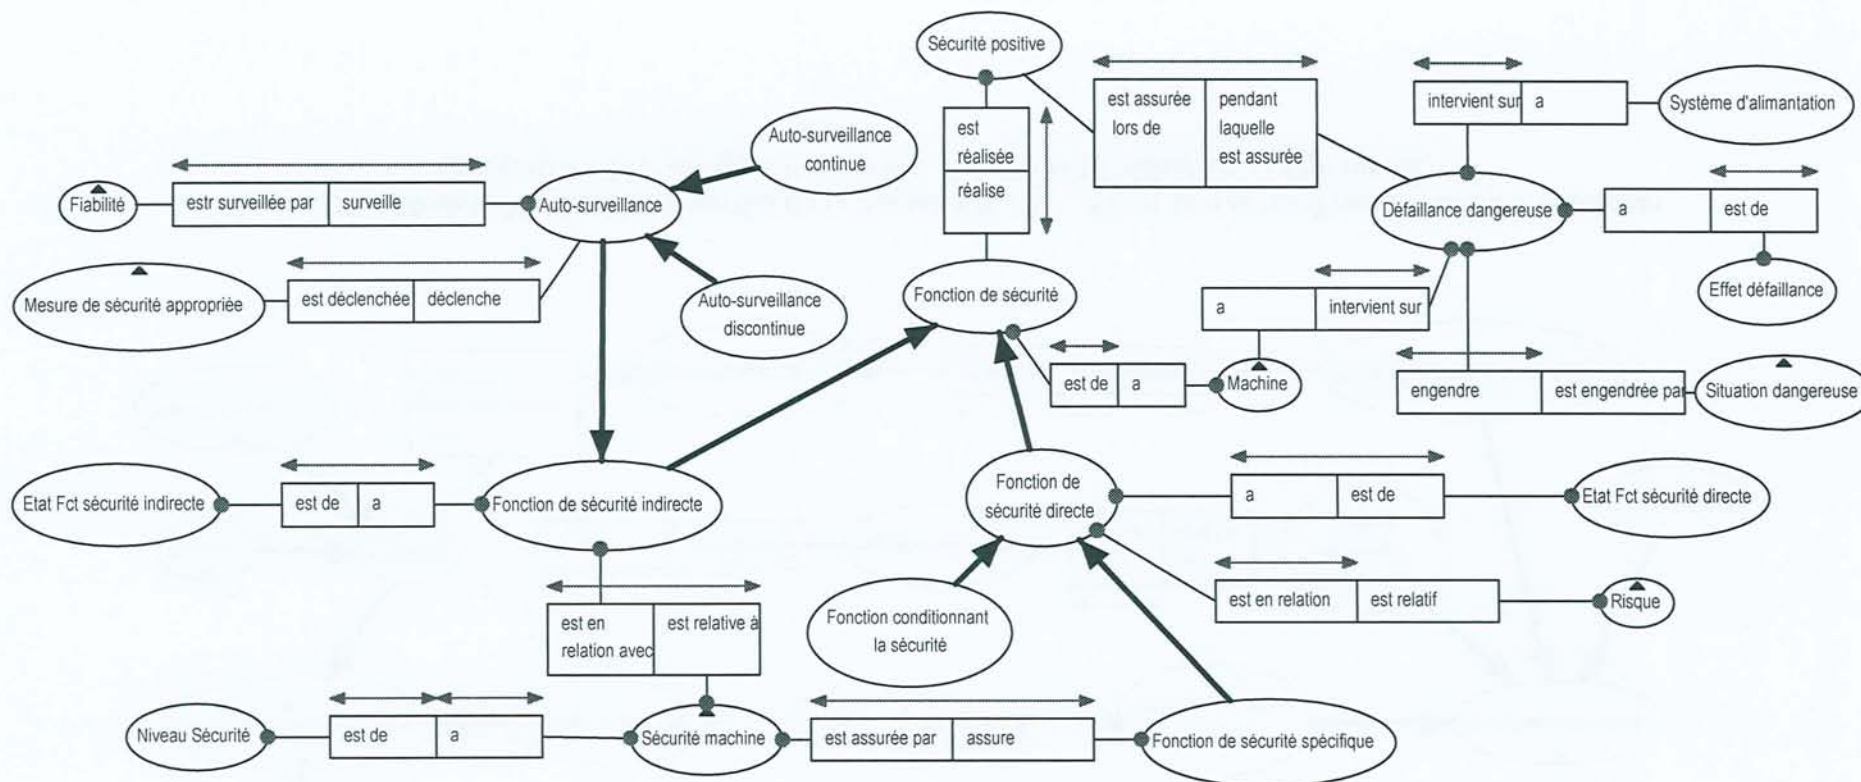 Sécurité positive
est assurée
lors de
pendant
laquelle
est assurée
intervient sur
a
Système d'alimantation
Auto-surveillance
continue
est
réalisée
réalise
Fiabilité
estr surveillée par
surveille
Auto-surveillance
Défaillance dangereuse
a
est de
Mesure de sécurité appropriée
est déclenchée
déclenche
Auto-surveillance
discontinue
Fonction de sécurité
a
intervient sur
Effet défaillance
est de
a
Machine
engendre
est engendrée par
Situation dangereuse
Etat Fct sécurité indirecte
est de
a
Fonction de sécurité indirecte
Fonction de
sécurité directe
a
est de
Etat Fct sécurité directe
est en relation
est relatif
Risque
est en
relation avec
est relative à
Fonction conditionnant
la sécurité
Niveau Sécurité
est de
a
Sécurité machine
est assurée par
assure
Fonction de sécurité spécifique